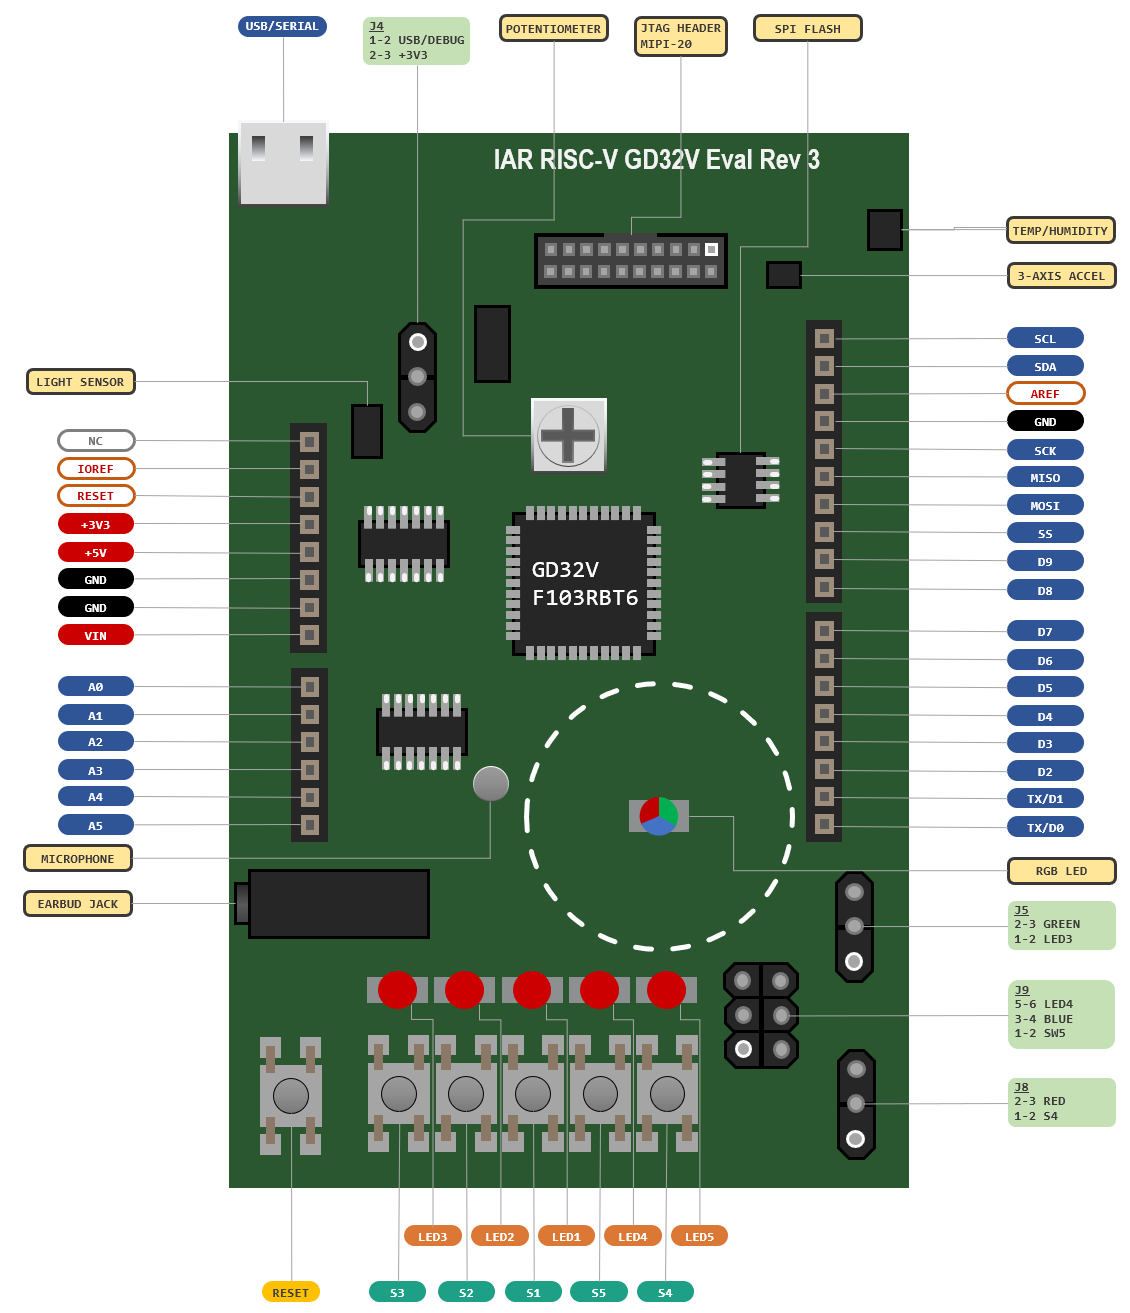 USB/SERIAL
J4
1-2 USB/DEBUG
2-3 +3V3
POTENTIOMETER
JTAG HEADER
MIPI-20
SPI FLASH
IAR RISC-V GD32V Eval Rev 3
TEMP/HUMIDITY
3-AXIS ACCEL
LIGHT SENSOR
NC
IOREF
RESET
+3V3
+5V
GND
GND
VIN
A0
A1
A2
A3
A4
A5
MICROPHONE
EARBUD JACK
GD32V
F103RBT6
SCL
SDA
AREF
GND
SCK
MISO
MOSI
SS
D9
D8
D7
D6
D5
D4
D3
D2
TX/D1
TX/D0
RGB LED
J5
2-3 GREEN
1-2 LED3
J9
5-6 LED4
3-4 BLUE
1-2 SW5
J8
2-3 RED
1-2 S4
LED3
LED2
LED1
LED4
LED5
RESET
S3
S2
S1
S5
S4